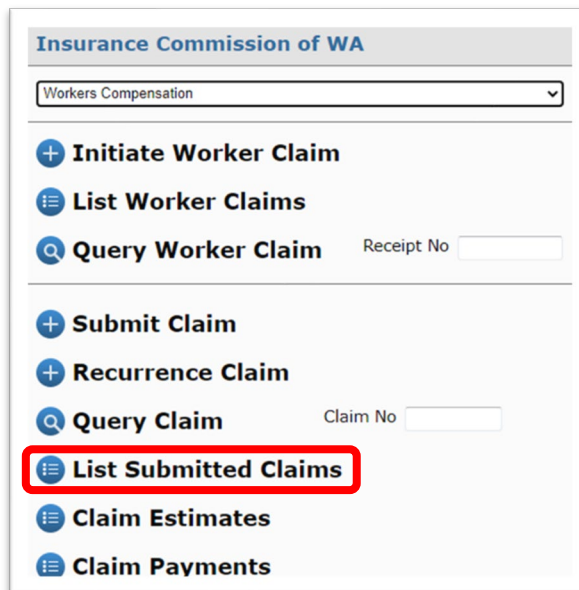 Insurance Commission of WA
Workers Compensation
Initiate Worker Claim
List Worker Claims
Query Worker Claim Receipt No
Submit Claim
Recurrence Claim
Query Claim Claim No
List Submitted Claims
Claim Estimates
Claim Payments